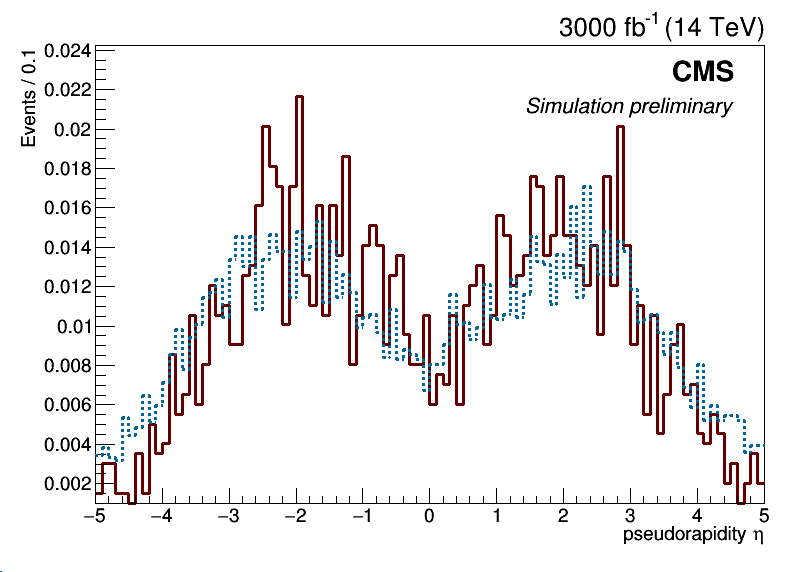 3000 fb-1 (14 TeV)
CMS
Simulation preliminary
Events / 0.1
0.024
0.022
0.02
0.018
0.016
0.014
0.012
0.01
0.008
0.006
0.004
0.002
−5 −4 −3 −2 −1 0 1 2 3 4 5
pseudorapidity η